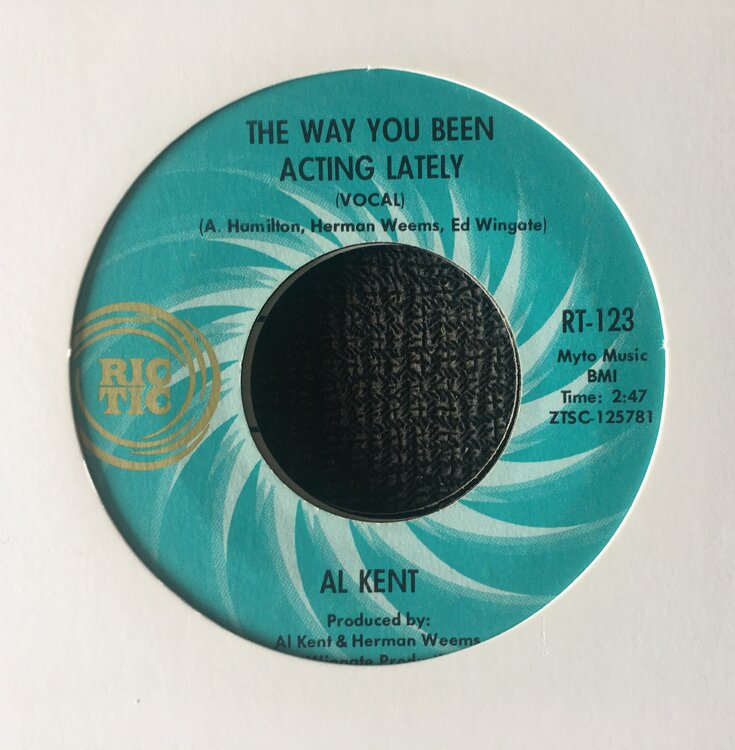 THE WAY YOU BEEN
ACTING LATELY
(VOCAL)
(A. Hamilton, Herman Weems, Ed Wingate)
RIC
TIC
RT-123
Myto Music
BMI
Time: 2:47
ZTSC-125781
AL KENT
Produced by:
Al Kent & Herman Weems
Wingate